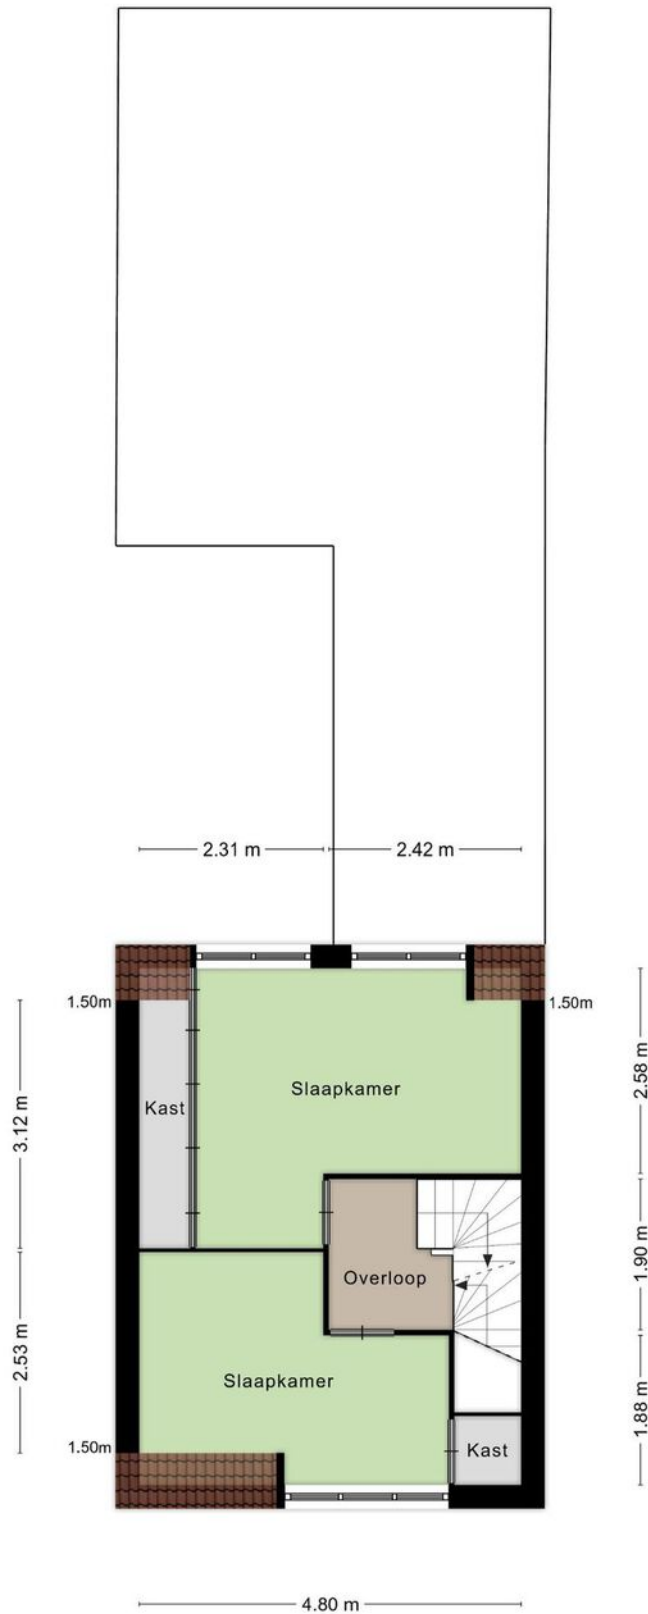 2.31 m
2.42 m
1.50m
1.50m
2.58 m
Slaapkamer
Kast
3.12 m
1.90 m
Overloop
2.53 m
Slaapkamer
1.88 m
1.50m
Kast
4.80 m